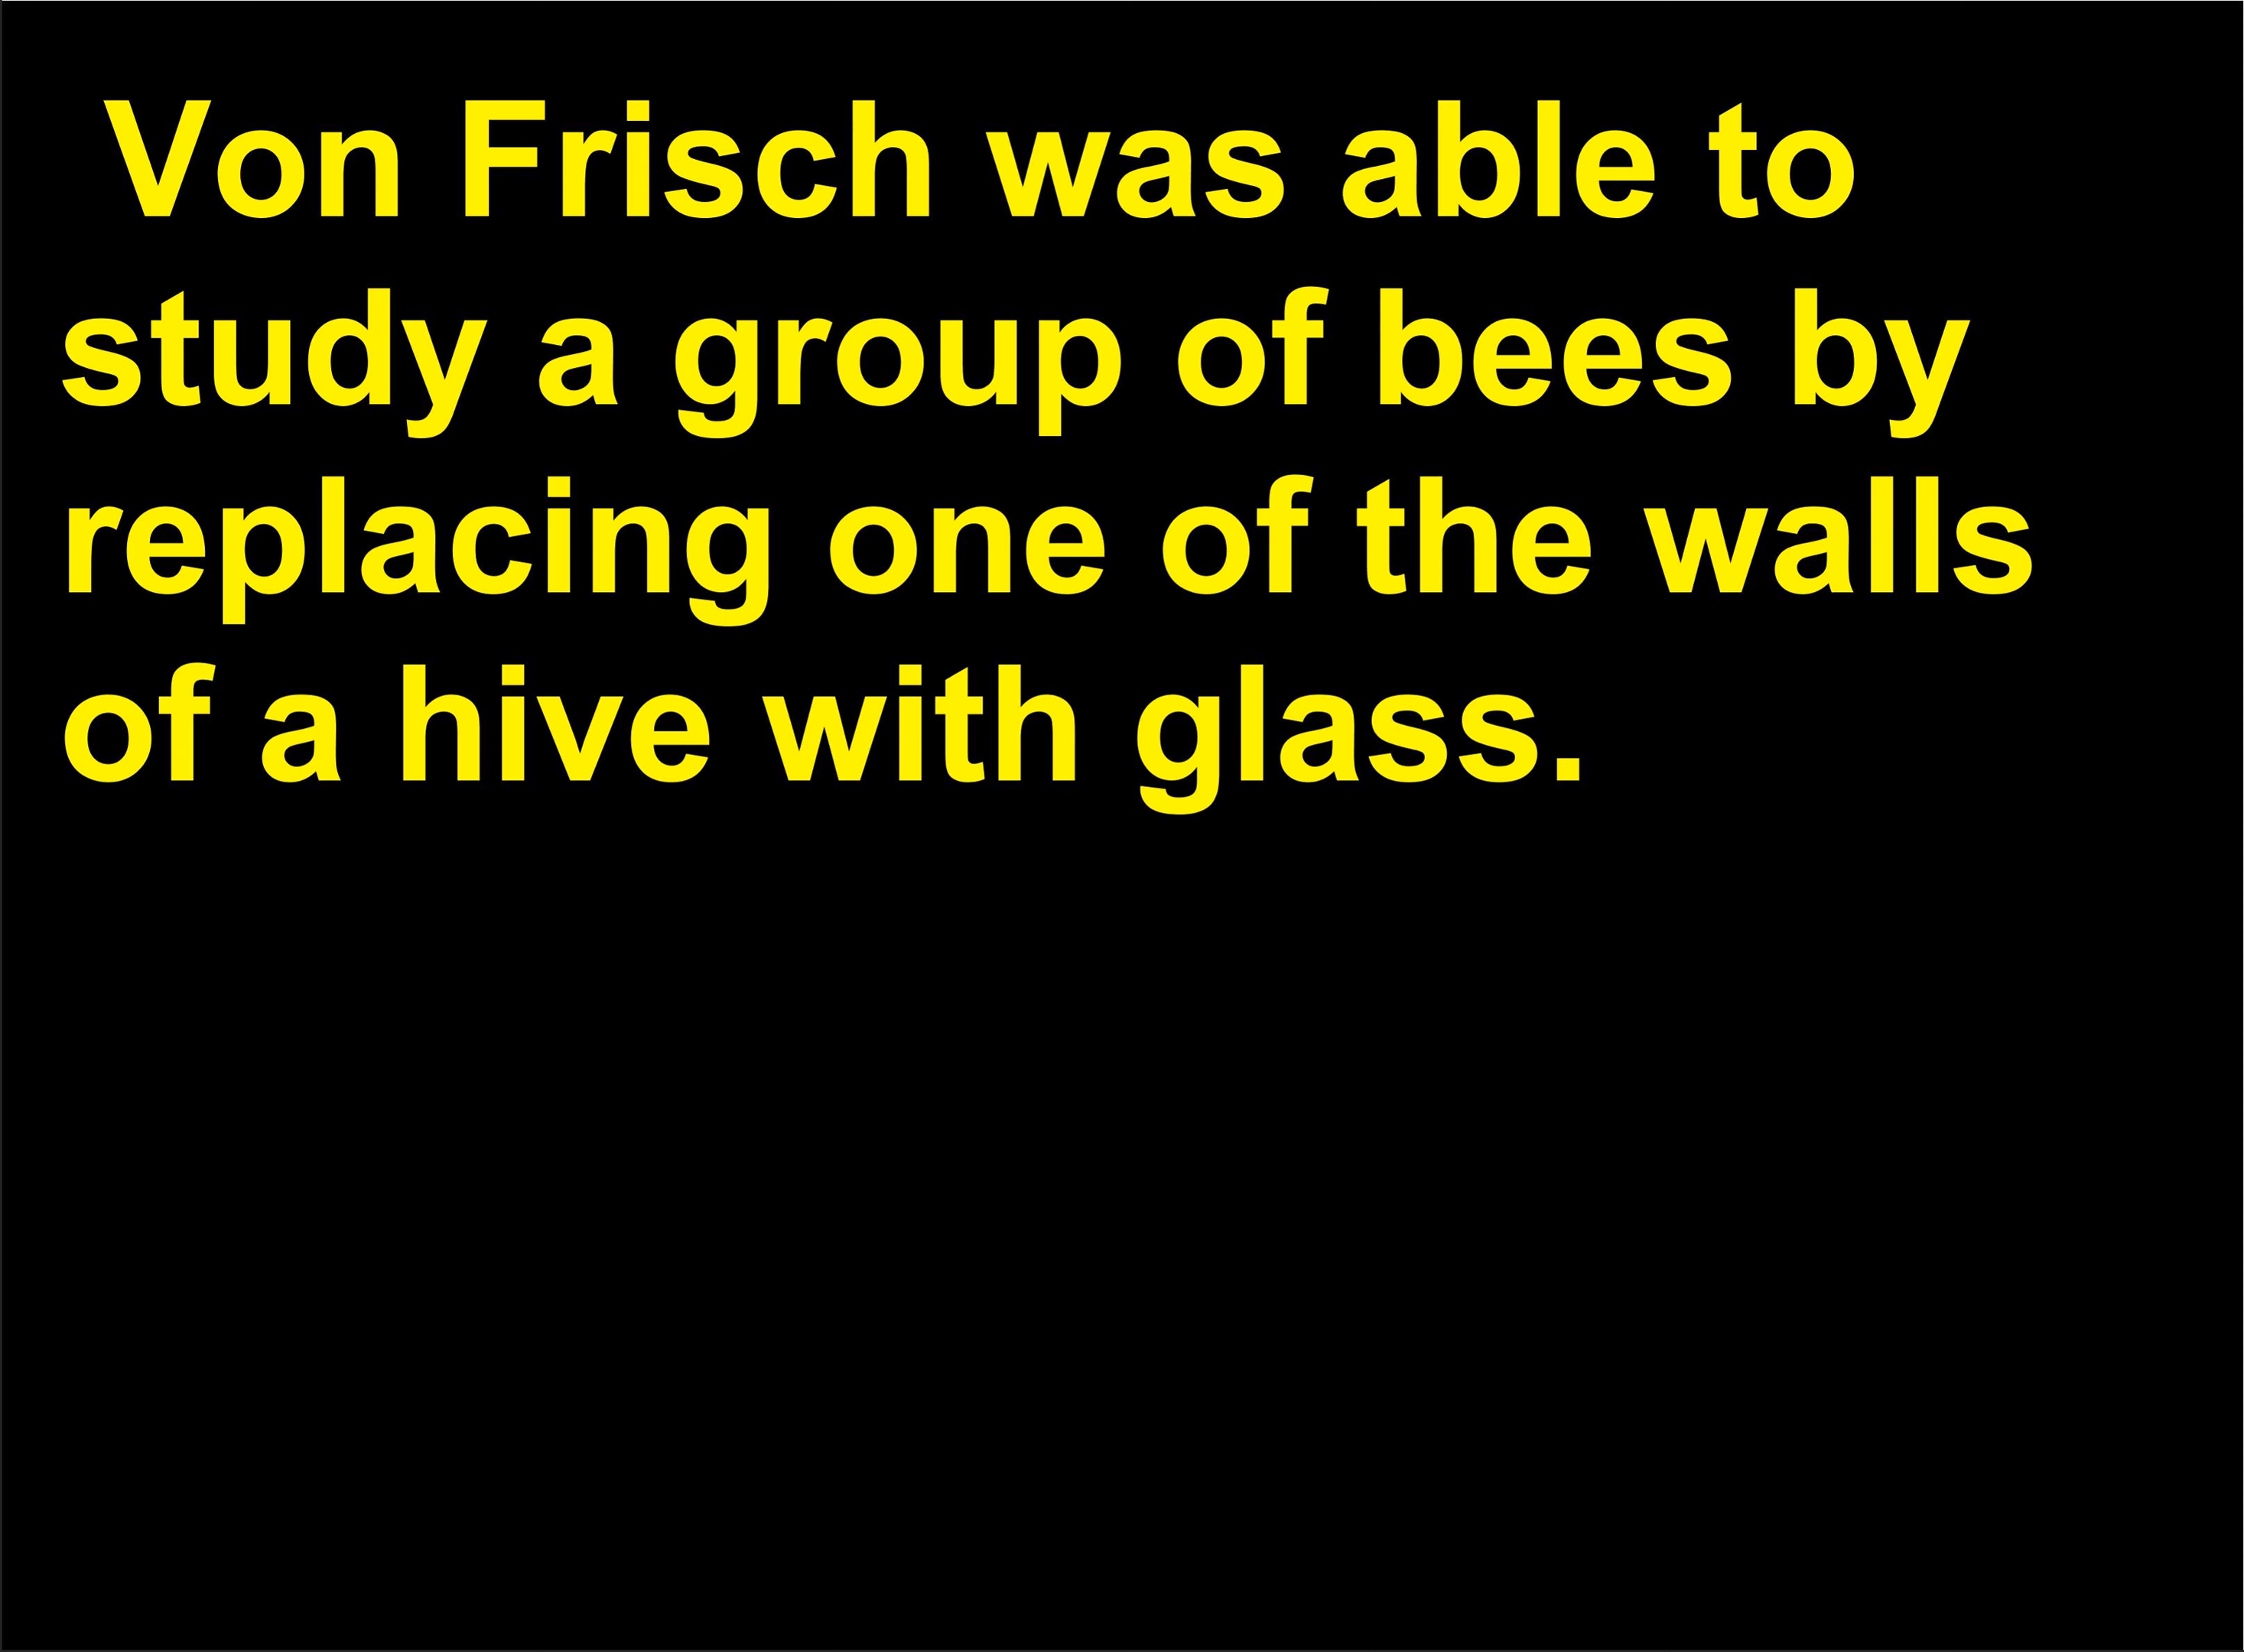 Von Frisch was able to
study a group of bees by
replacing one of the walls
of a hive with glass.